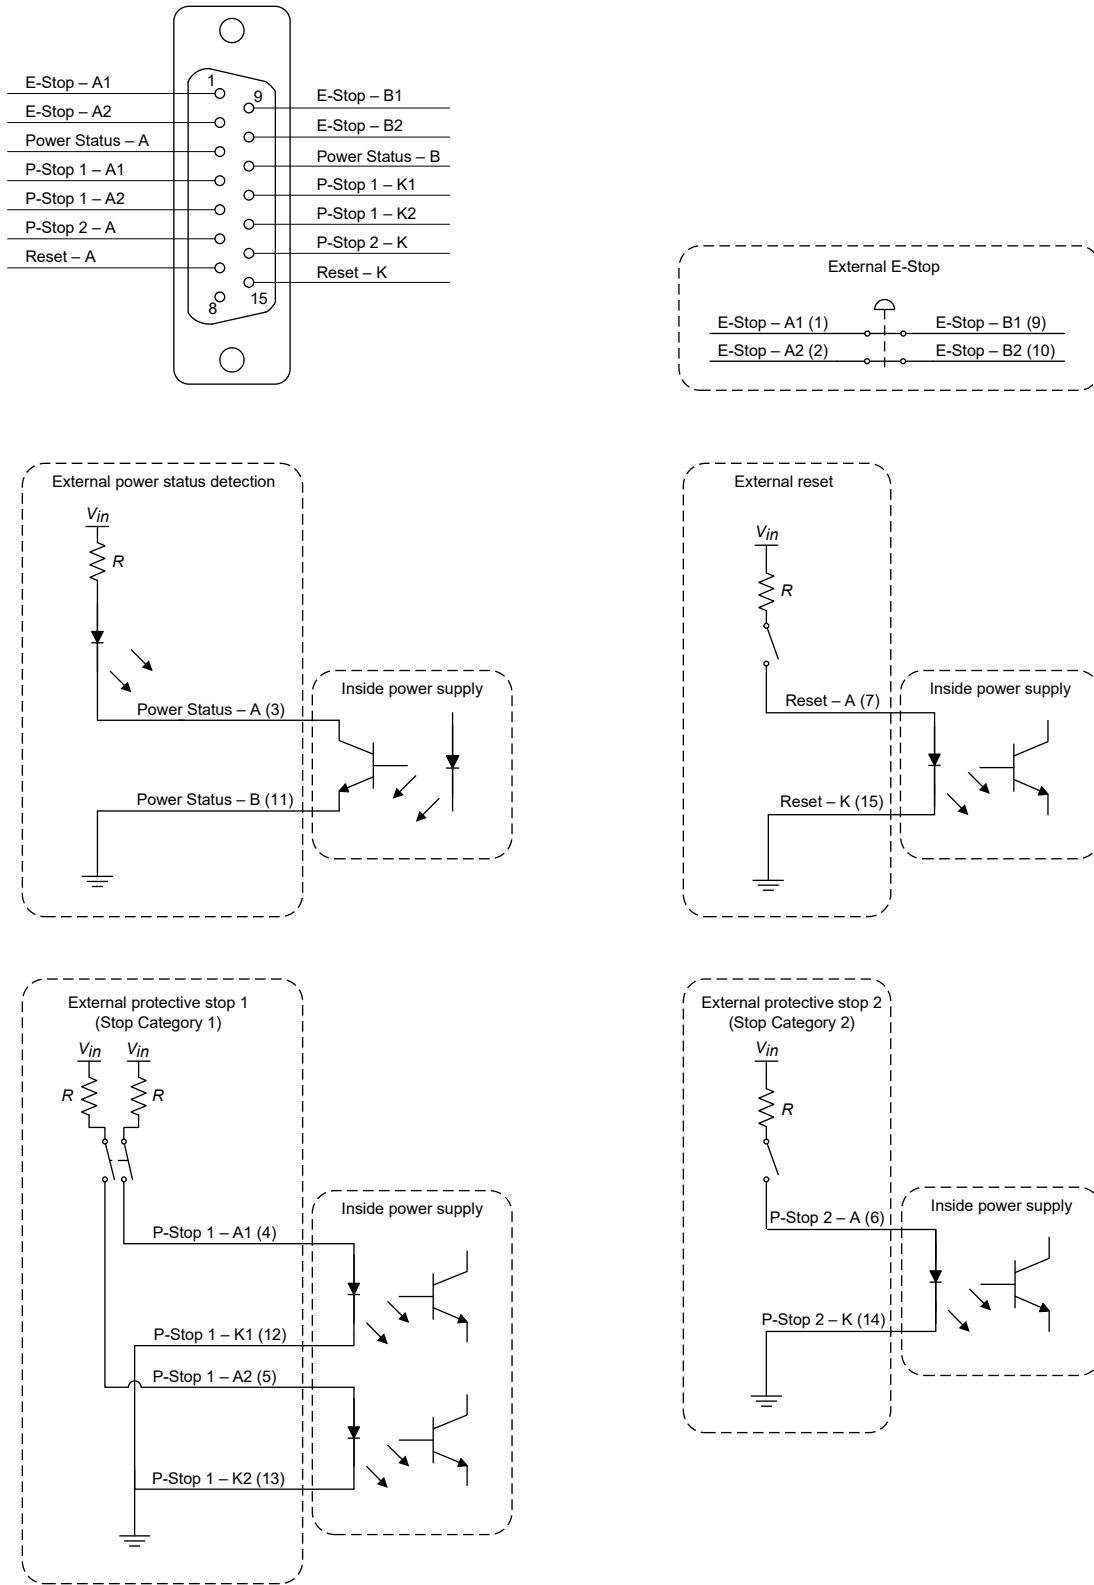 1
9
8
15
E-Stop – A1
E-Stop – A2
Power Status – A
P-Stop 1 – A1
P-Stop 1 – A2
P-Stop 2 – A
Reset – A
E-Stop – B1
E-Stop – B2
Power Status – B
P-Stop 1 – K1
P-Stop 1 – K2
P-Stop 2 – K
Reset – K
External E-Stop
E-Stop – A1 (1)
E-Stop – B1 (9)
E-Stop – A2 (2)
E-Stop – B2 (10)
External power status detection
Vin
R
Power Status – A (3)
Power Status – B (11)
Inside power supply
External reset
Vin
R
Reset – A (7)
Reset – K (15)
Inside power supply
External protective stop 1
(Stop Category 1)
Vin
Vin
R
R
P-Stop 1 – A1 (4)
P-Stop 1 – K1 (12)
P-Stop 1 – A2 (5)
P-Stop 1 – K2 (13)
Inside power supply
External protective stop 2
(Stop Category 2)
Vin
R
P-Stop 2 – A (6)
P-Stop 2 – K (14)
Inside power supply